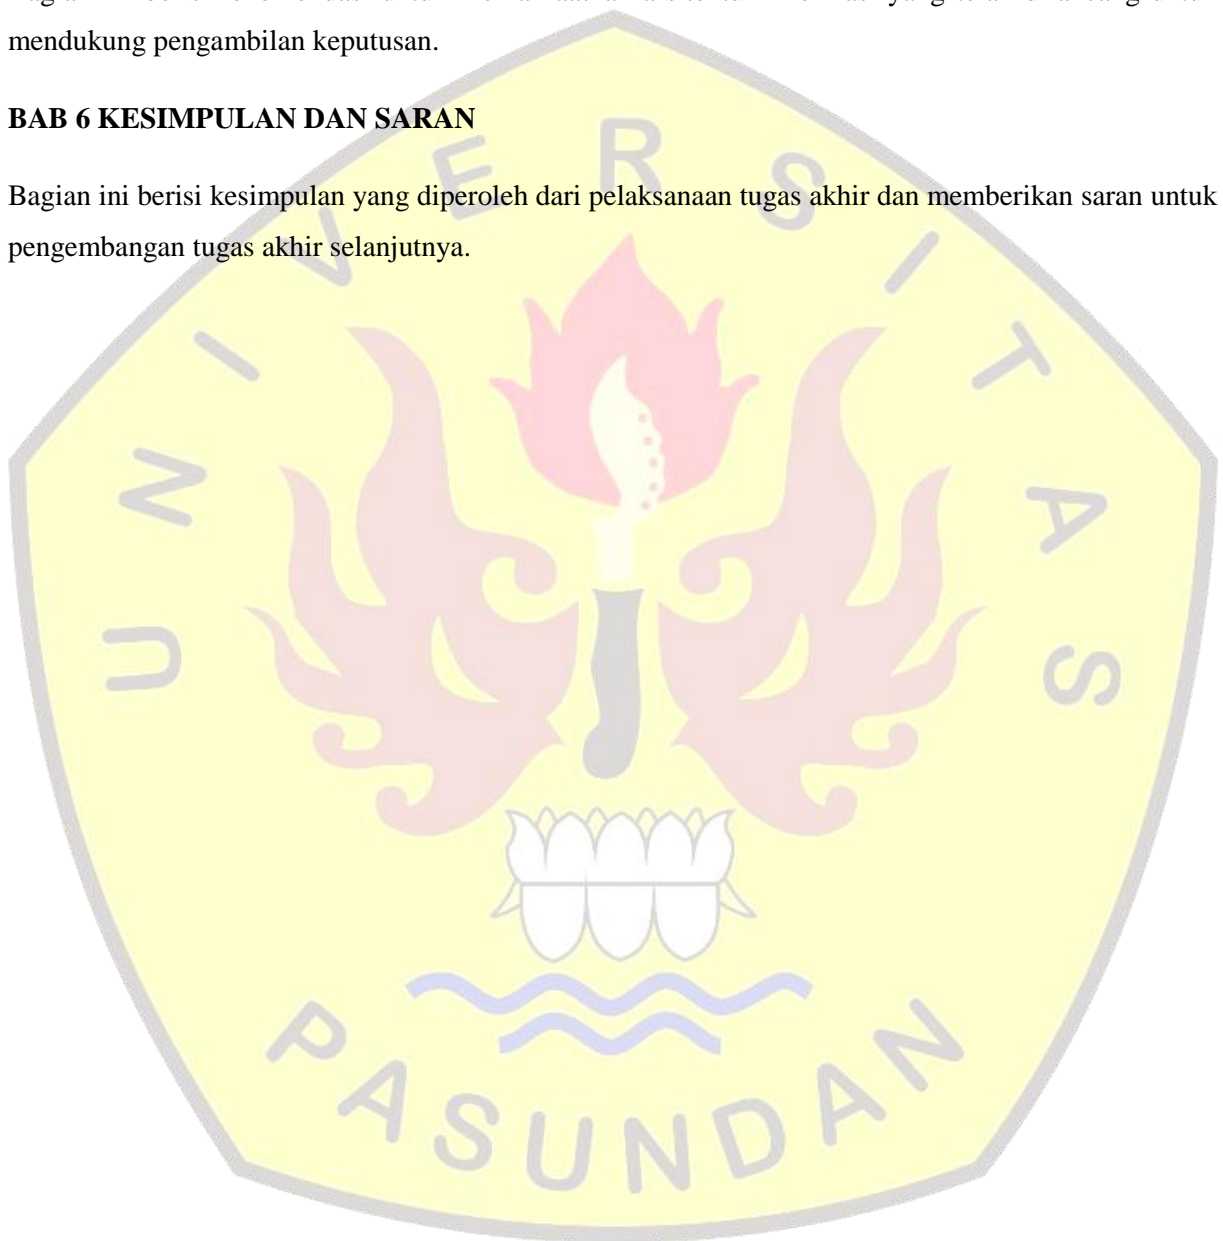 mendukung pengambilan keputusan.
BAB 6 KESIMPULAN DAN SARAN
Bagian ini berisi kesimpulan yang diperoleh dari pelaksanaan tugas akhir dan memberikan saran untuk
pengembangan tugas akhir selanjutnya.
UNIVERSITAS
PASUNDAN